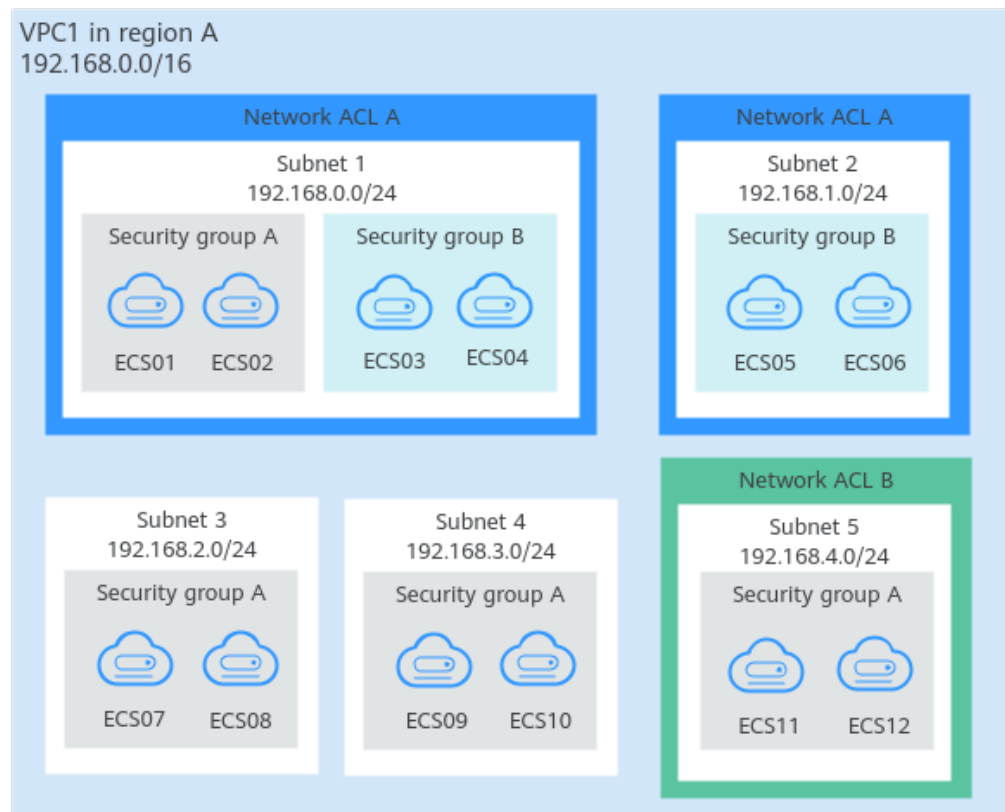 VPC1 in region A
192.168.0.0/16
Network ACL A
Subnet 1
192.168.0.0/24
Security group A
ECS01
ECS02
Security group B
ECS03
ECS04
Network ACL A
Subnet 2
192.168.1.0/24
Security group B
ECS05
ECS06
Subnet 3
192.168.2.0/24
Security group A
ECS07
ECS08
Subnet 4
192.168.3.0/24
Security group A
ECS09
ECS10
Network ACL B
Subnet 5
192.168.4.0/24
Security group A
ECS11
ECS12